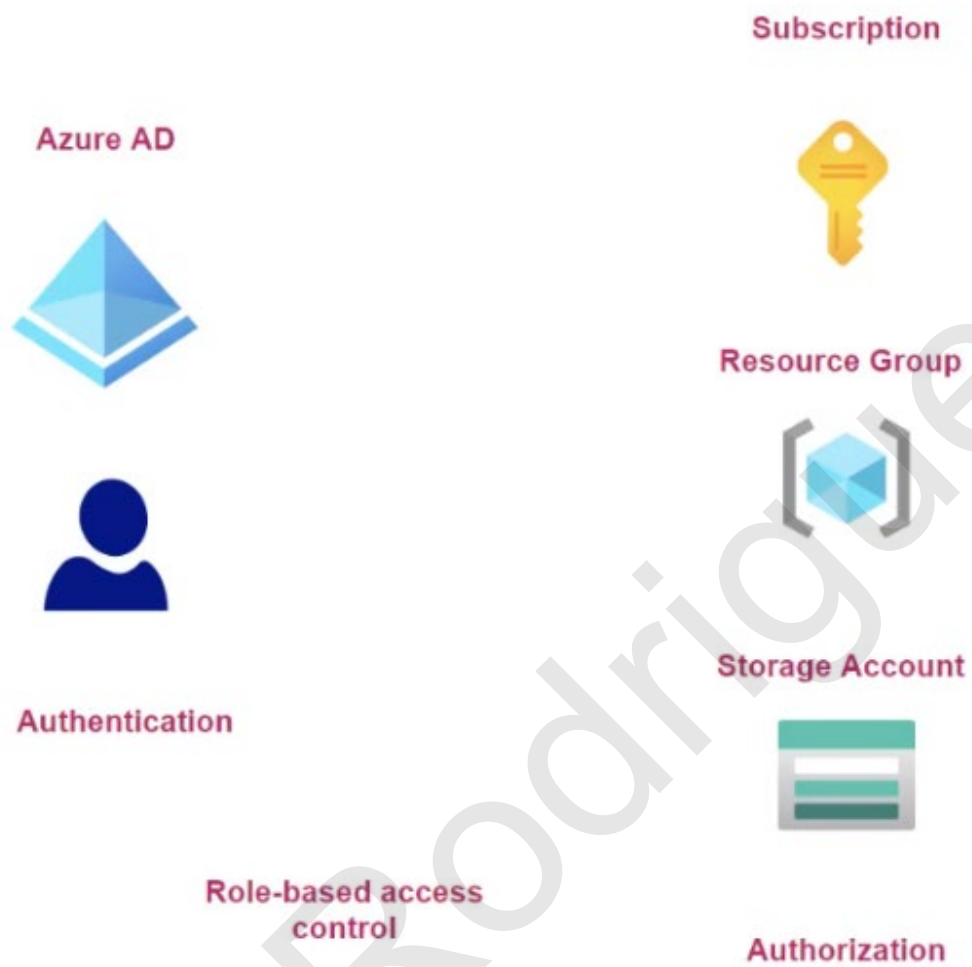 Subscription
Azure AD
Resource Group
Storage Account
Authentication
Role-based access
control
Authorization